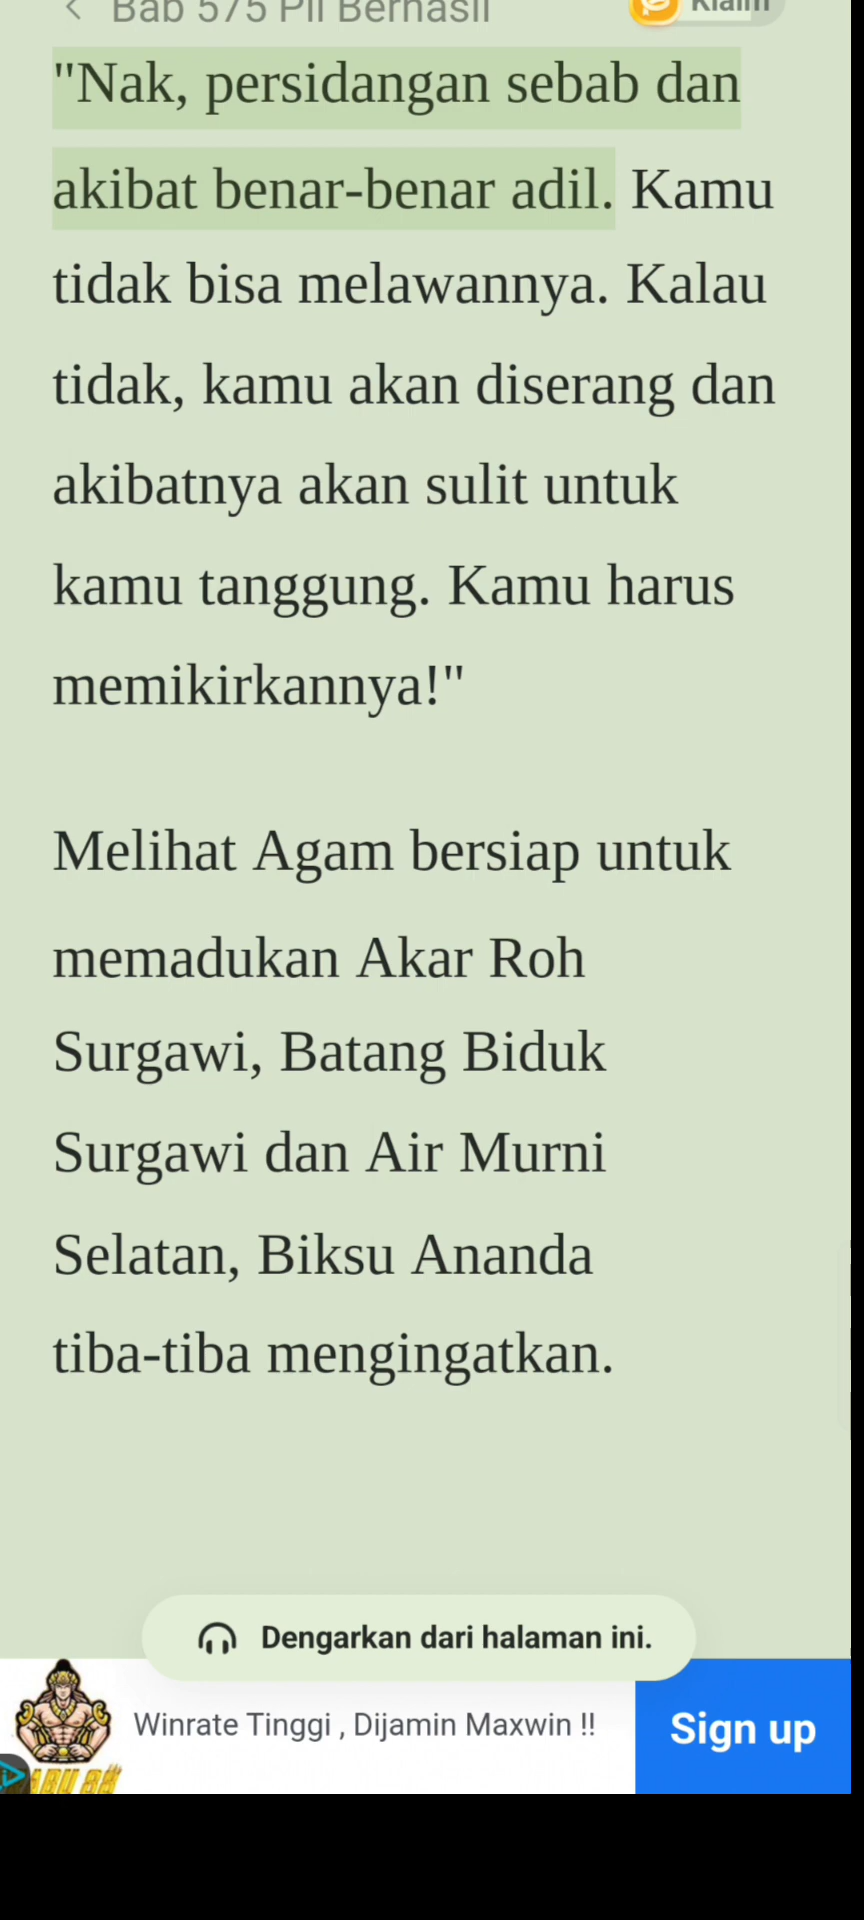 Bab 575 Pil Berhasil
Klaim
"Nak, persidangan sebab dan
akibat benar-benar adil. Kamu
tidak bisa melawannya. Kalau
tidak, kamu akan diserang dan
akibatnya akan sulit untuk
kamu tanggung. Kamu harus
memikirkannya!"
Melihat Agam bersiap untuk
memadukan Akar Roh
Surgawi, Batang Biduk
Surgawi dan Air Murni
Selatan, Biksu Ananda
tiba-tiba mengingatkan.
Dengarkan dari halaman ini.
Winrate Tinggi , Dijamin Maxwin !!
Sign up